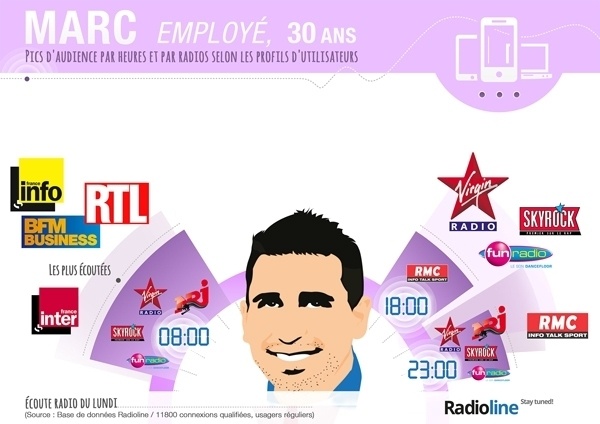 MARC EMPLOYÉ, 30 ANS
PICS D'AUDIENCE PAR HEURES ET PAR RADIOS SELON LES PROFILS D'UTILISATEURS
france
info
RTL
BFM
BUSINESS
LES PLUS ÉCOUTÉES
france
inter
Virgin
RADIO
NRJ
SKYROCK
fun radio
08:00
Virgin
RADIO
SKYROCK
PREMIER SUR LE RAP
fun radio
LE SON DANCEFLOOR
RMC
INFO TALK SPORT
18:00
Virgin
RADIO
NRJ
SKYROCK
fun radio
23:00
RMC
INFO TALK SPORT
ÉCOUTE RADIO DU LUNDI
(Source : Base de données Radioline / 11800 connexions qualifiées, usagers réguliers)
Radioline Stay tuned!